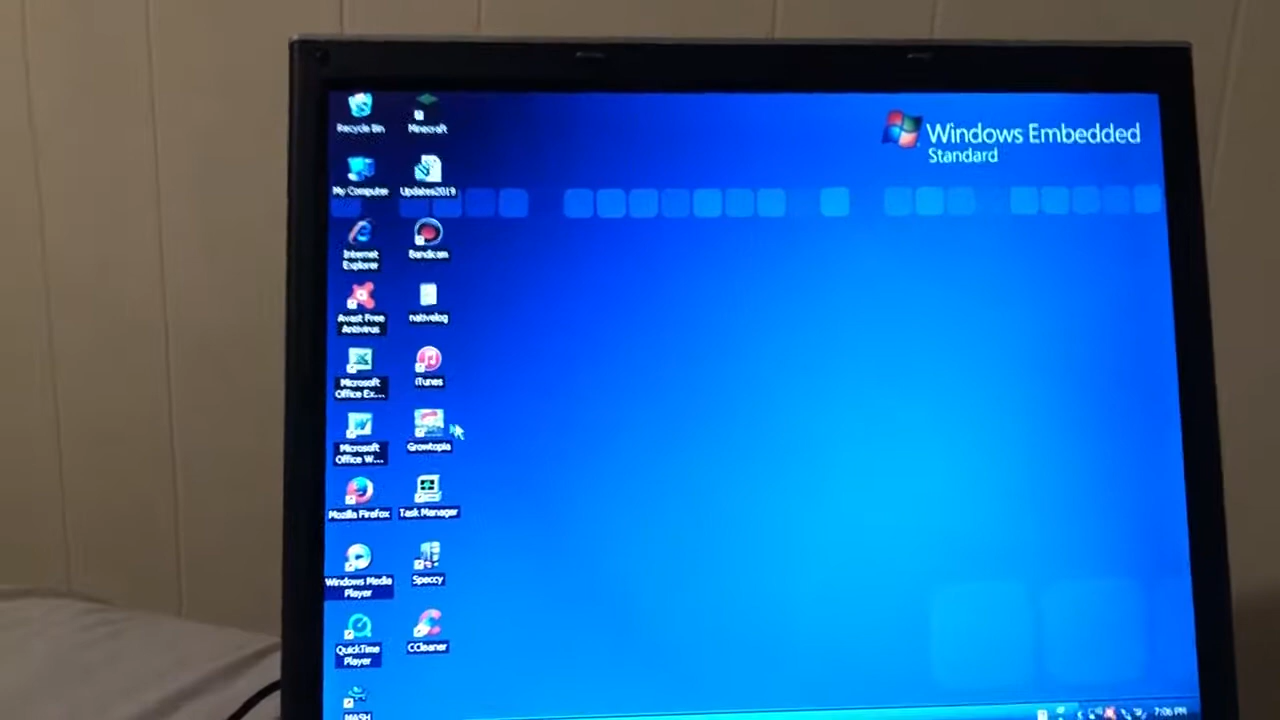 Recycle Bin
Minecraft
Windows Embedded
Standard
My Computer
Updates2019
Internet
Explorer
Bandicam
Avast Free
Antivirus
nativelog
Microsoft
Office Ex...
iTunes
Microsoft
Office W...
Growtopia
Mozilla Firefox
Task Manager
Windows Media
Player
Speccy
QuickTime
Player
CCleaner
MASH
7:06 PM